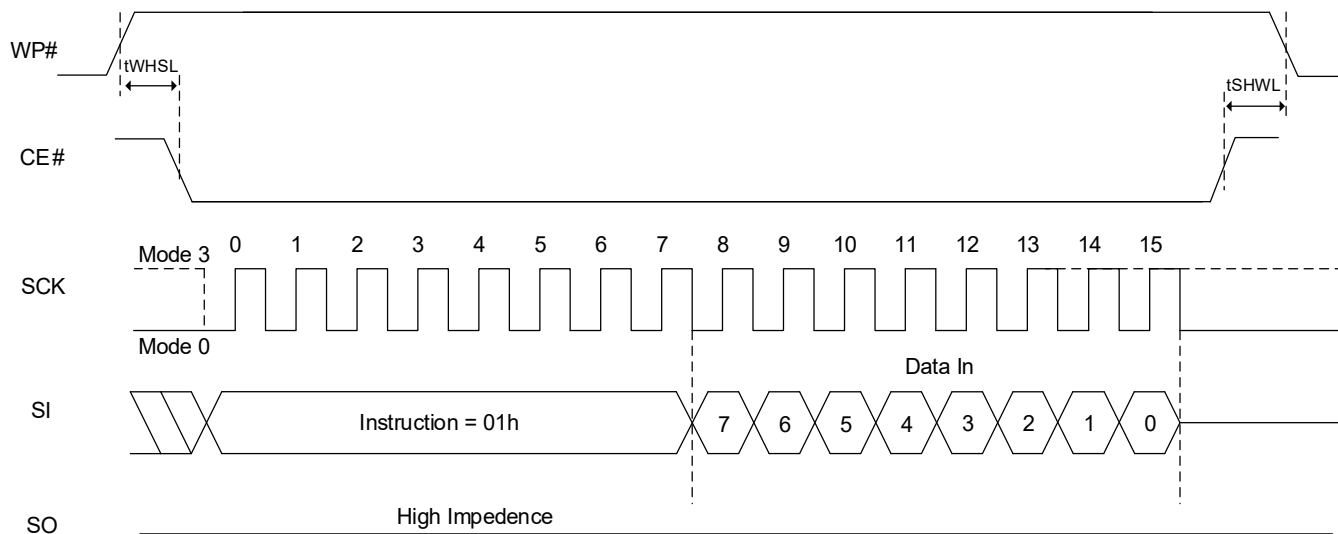 WP#
tWHSL
tSHWL
CE#
Mode 3
0 1 2 3 4 5 6 7 8 9 10 11 12 13 14 15
SCK
Mode 0
Data In
SI
Instruction = 01h
7 6 5 4 3 2 1 0
High Impedence
SO